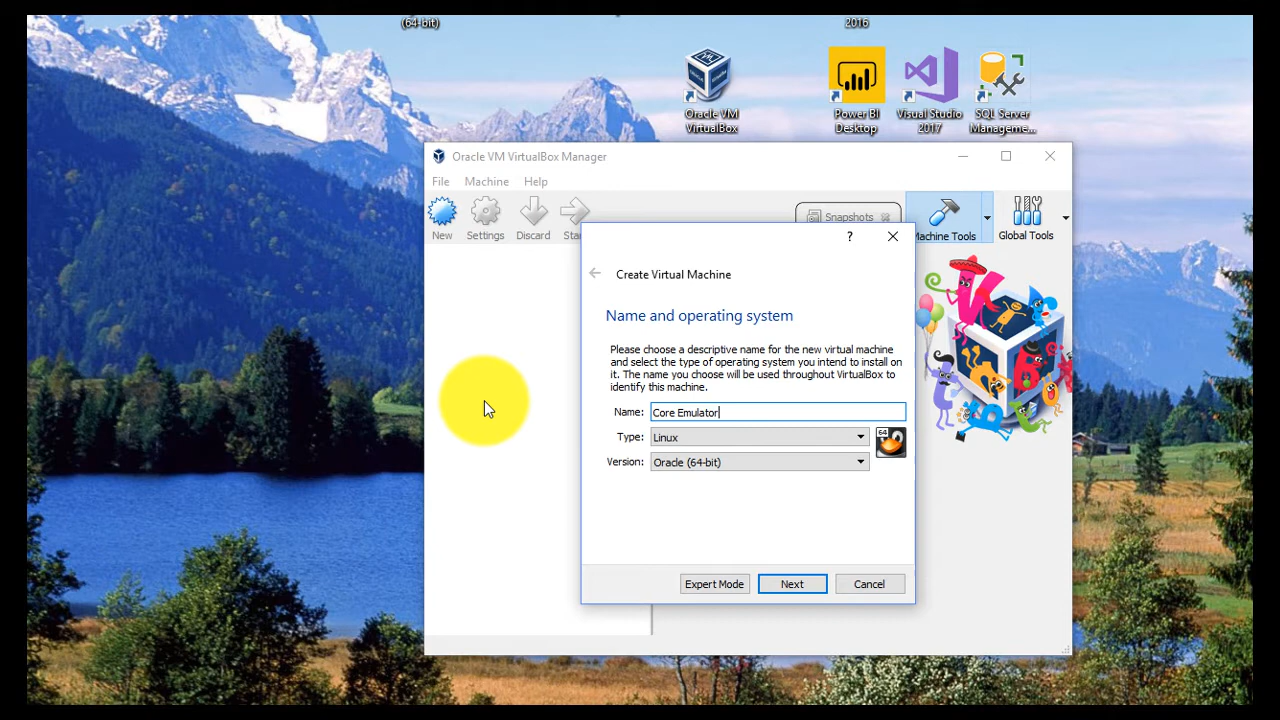 (64-bit)
2016
Oracle VM
VirtualBox
Power BI
Desktop
Visual Studio
2017
SQL Server
Manageme...
Oracle VM VirtualBox Manager
File Machine Help
New Settings Discard Snapshots Machine Tools Global Tools
? 
Create Virtual Machine
Name and operating system
Please choose a descriptive name for the new virtual machine
and select the type of operating system you intend to install on
it. The name you choose will be used throughout VirtualBox to
identify this machine.
Name: Core Emulator
Type: Linux
64
Version: Oracle (64-bit)
Expert Mode Next Cancel